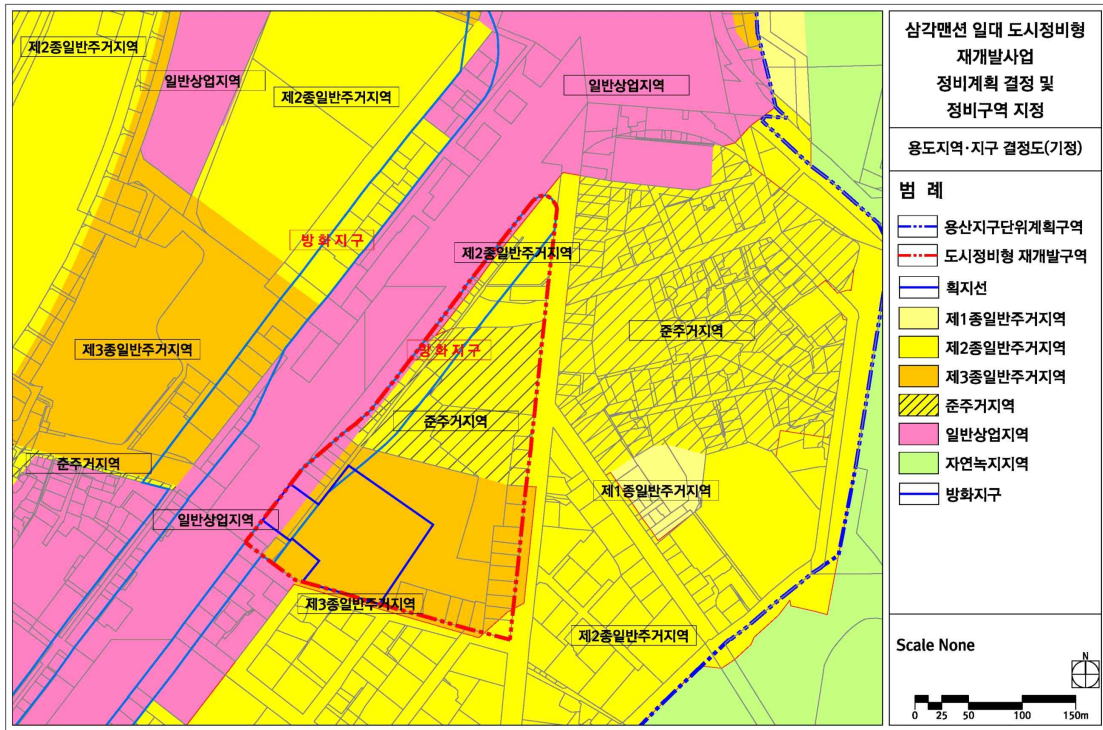 삼각맨션 일대 도시정비형
재개발사업
정비계획 결정 및
정비구역 지정
용도지역·지구 결정도(기정)
범 례
용산지구단위계획구역
도시정비형 재개발구역
획지선
제1종일반주거지역
제2종일반주거지역
제3종일반주거지역
준주거지역
일반상업지역
자연녹지지역
방화지구
Scale None
N
0 25 50 100 150m
제2종일반주거지역
일반상업지역
제2종일반주거지역
일반상업지역
방화지구
제2종일반주거지역
준주거지역
제3종일반주거지역
방화지구
준주거지역
준주거지역
제1종일반주거지역
일반상업지역
제3종일반주거지역
제2종일반주거지역